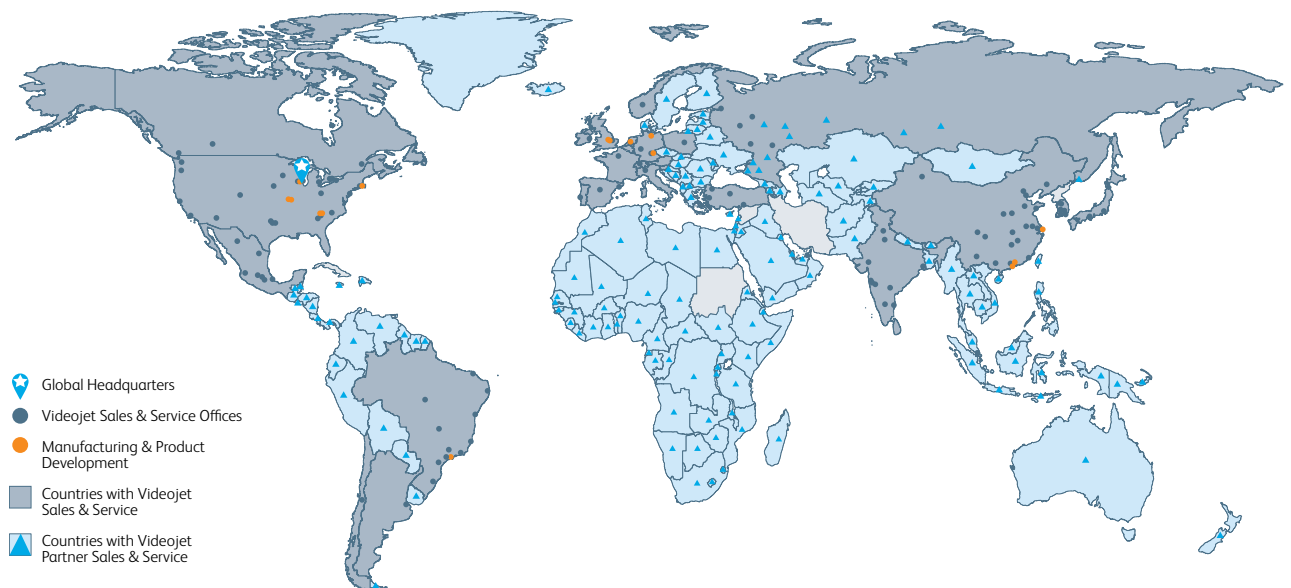 Global Headquarters
Videojet Sales & Service Offices
Manufacturing & Product
Development
Countries with Videojet
Sales & Service
Countries with Videojet
Partner Sales & Service